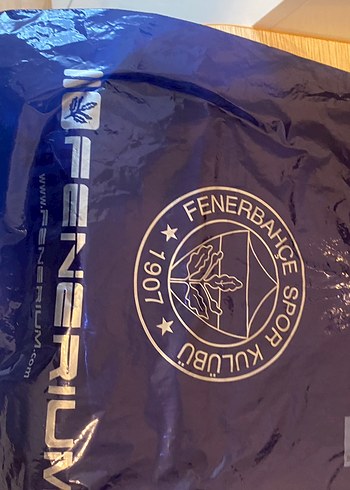 FENERIUM
www.FENERIUM.com
FENERBAHÇE SPOR KULÜBÜ
1907